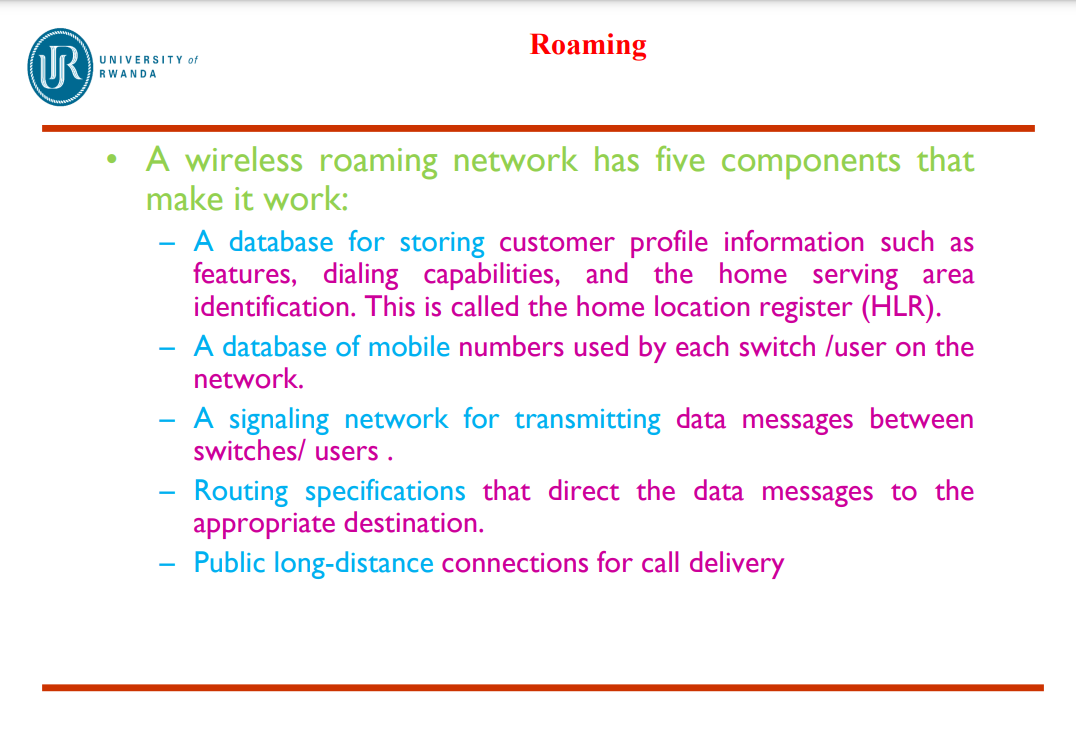 Roaming
UNIVERSITY of
RWANDA
• A wireless roaming network has five components that
make it work:
– A database for storing customer profile information such as
features, dialing capabilities, and the home serving area
identification. This is called the home location register (HLR).
– A database of mobile numbers used by each switch /user on the
network.
– A signaling network for transmitting data messages between
switches/ users .
– Routing specifications that direct the data messages to the
appropriate destination.
– Public long-distance connections for call delivery